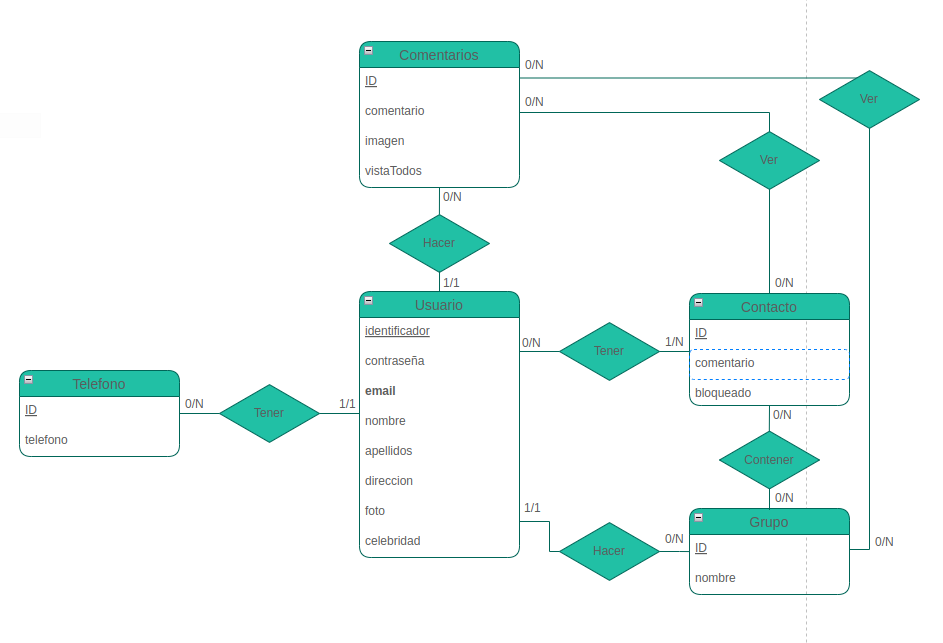 Comentarios
ID
comentario
imagen
vistaTodos
0/N
0/N
Ver
Ver
0/N
Hacer
1/1
0/N
Usuario
identificador
contraseña
email
nombre
apellidos
direccion
foto
celebridad
0/N
Tener
1/N
Contacto
ID
comentario
bloqueado
Telefono
ID
telefono
0/N
Tener
1/1
0/N
Contener
0/N
1/1
Hacer
0/N
Grupo
ID
nombre
0/N